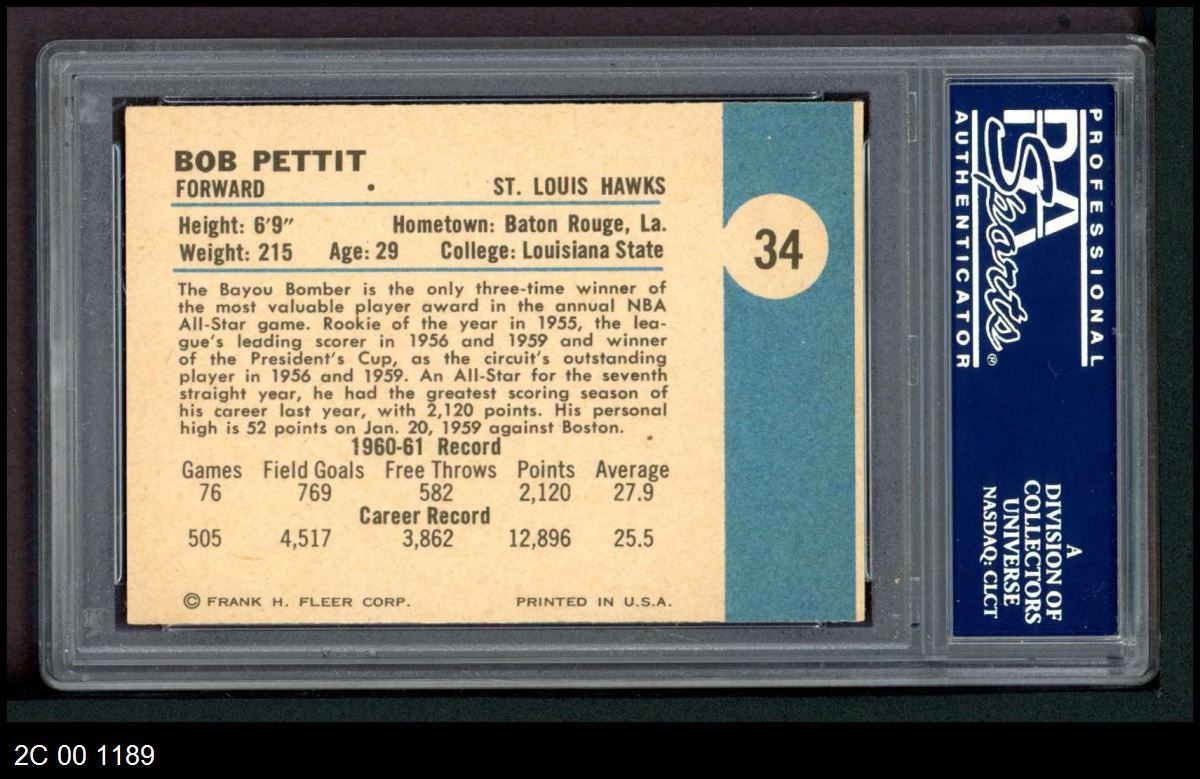 BOB PETTIT
FORWARD • ST. LOUIS HAWKS
Height: 6'9" Hometown: Baton Rouge, La.
Weight: 215 Age: 29 College: Louisiana State
34
The Bayou Bomber is the only three-time winner of
the most valuable player award in the annual NBA
All-Star game. Rookie of the year in 1955, the lea-
gue's leading scorer in 1956 and 1959 and winner
of the President's Cup, as the circuit's outstanding
player in 1956 and 1959. An All-Star for the seventh
straight year, he had the greatest scoring season of
his career last year, with 2,120 points. His personal
high is 52 points on Jan. 20, 1959 against Boston.
1960-61 Record
Games Field Goals Free Throws Points Average
76 769 582 2,120 27.9
Career Record
505 4,517 3,862 12,896 25.5
© FRANK H. FLEER CORP. PRINTED IN U.S.A.
PROFESSIONAL
PSA
Sports®
AUTHENTICATOR
A
DIVISION OF
COLLECTORS
UNIVERSE
NASDAQ: CLCT
2C 00 1189